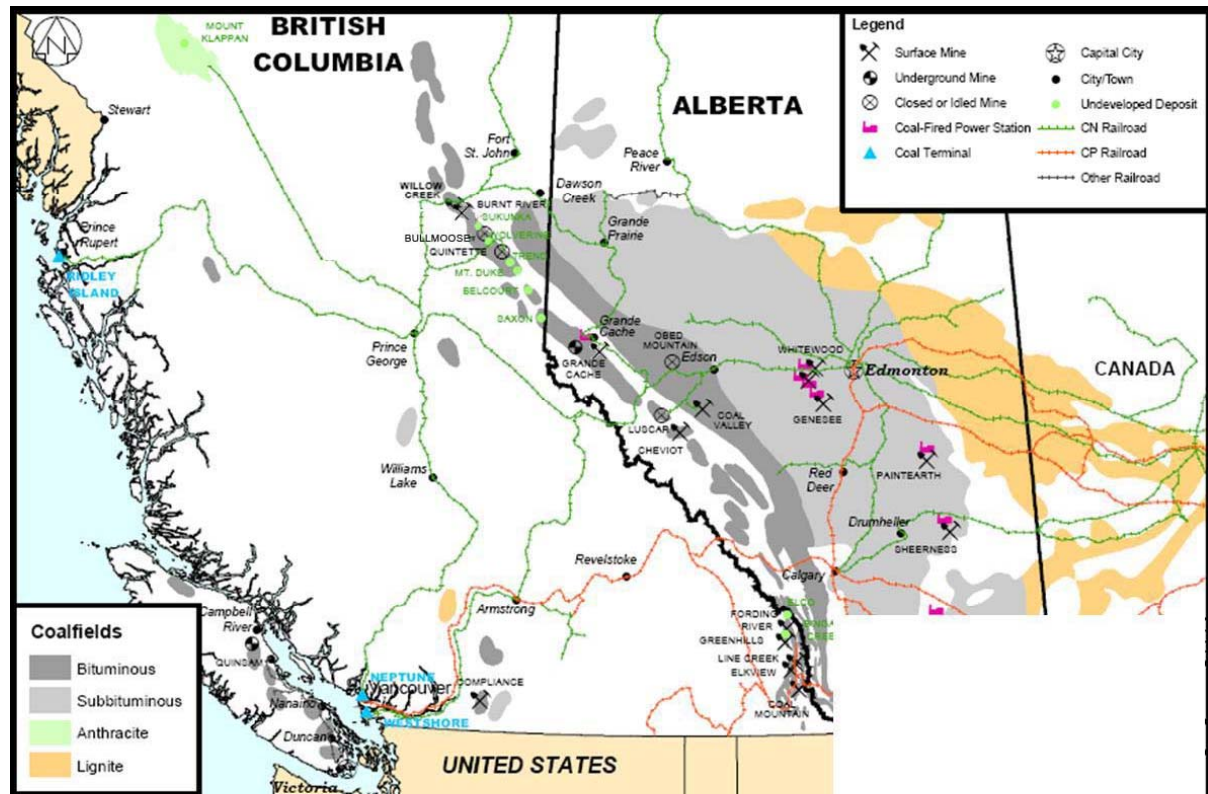 MOUNT
KLAPPAN
BRITISH
COLUMBIA
N
Stewart
ALBERTA
Fort
St. John
Peace
River
WILLOW
CREEK
BURNT RIVER
Dawson
Creek
SUKUNKA
BULLMOOSE
WOLVERINE
QUINTETTE
TREND
Grande
Prairie
MT. DUKE
BELCOURT
SAXON
Prince
Rupert
RIDLEY
ISLAND
Prince
George
Grande
Cache
GRANDE
CACHE
OBED
MOUNTAIN
Edson
WHITEWOOD
Edmonton
CANADA
GENESEE
COAL
VALLEY
LUSCAR
CHEVIOT
Williams
Lake
Red
Deer
PAINTEARTH
Drumheller
SHEERNESS
Revelstoke
Calgary
Armstrong
ELCO
FORDING
RIVER
GREENHILLS
LINE CREEK
ELKVIEW
COAL
MOUNTAIN
Campbell
River
QUINSAM
NEPTUNE
Vancouver
COMPLIANCE
Nanaimo
WESTSHORE
Duncan
Victoria
UNITED STATES
Legend
Surface Mine
Underground Mine
Closed or Idled Mine
Coal-Fired Power Station
Coal Terminal
Capital City
City/Town
Undeveloped Deposit
CN Railroad
CP Railroad
Other Railroad
Coalfields
Bituminous
Subbituminous
Anthracite
Lignite